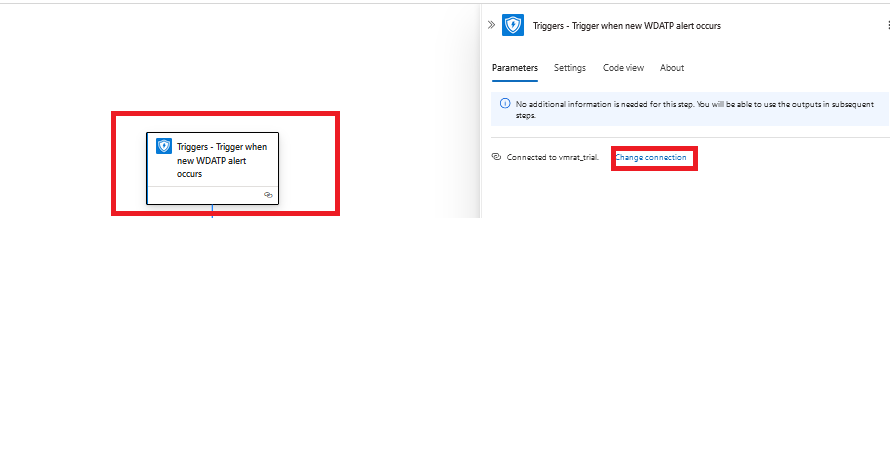 Triggers - Trigger when new WDATP alert occurs
Parameters Settings Code view About
No additional information is needed for this step. You will be able to use the outputs in subsequent
steps.
Connected to vmrat_trial. Change connection
Triggers - Trigger when
new WDATP alert
occurs